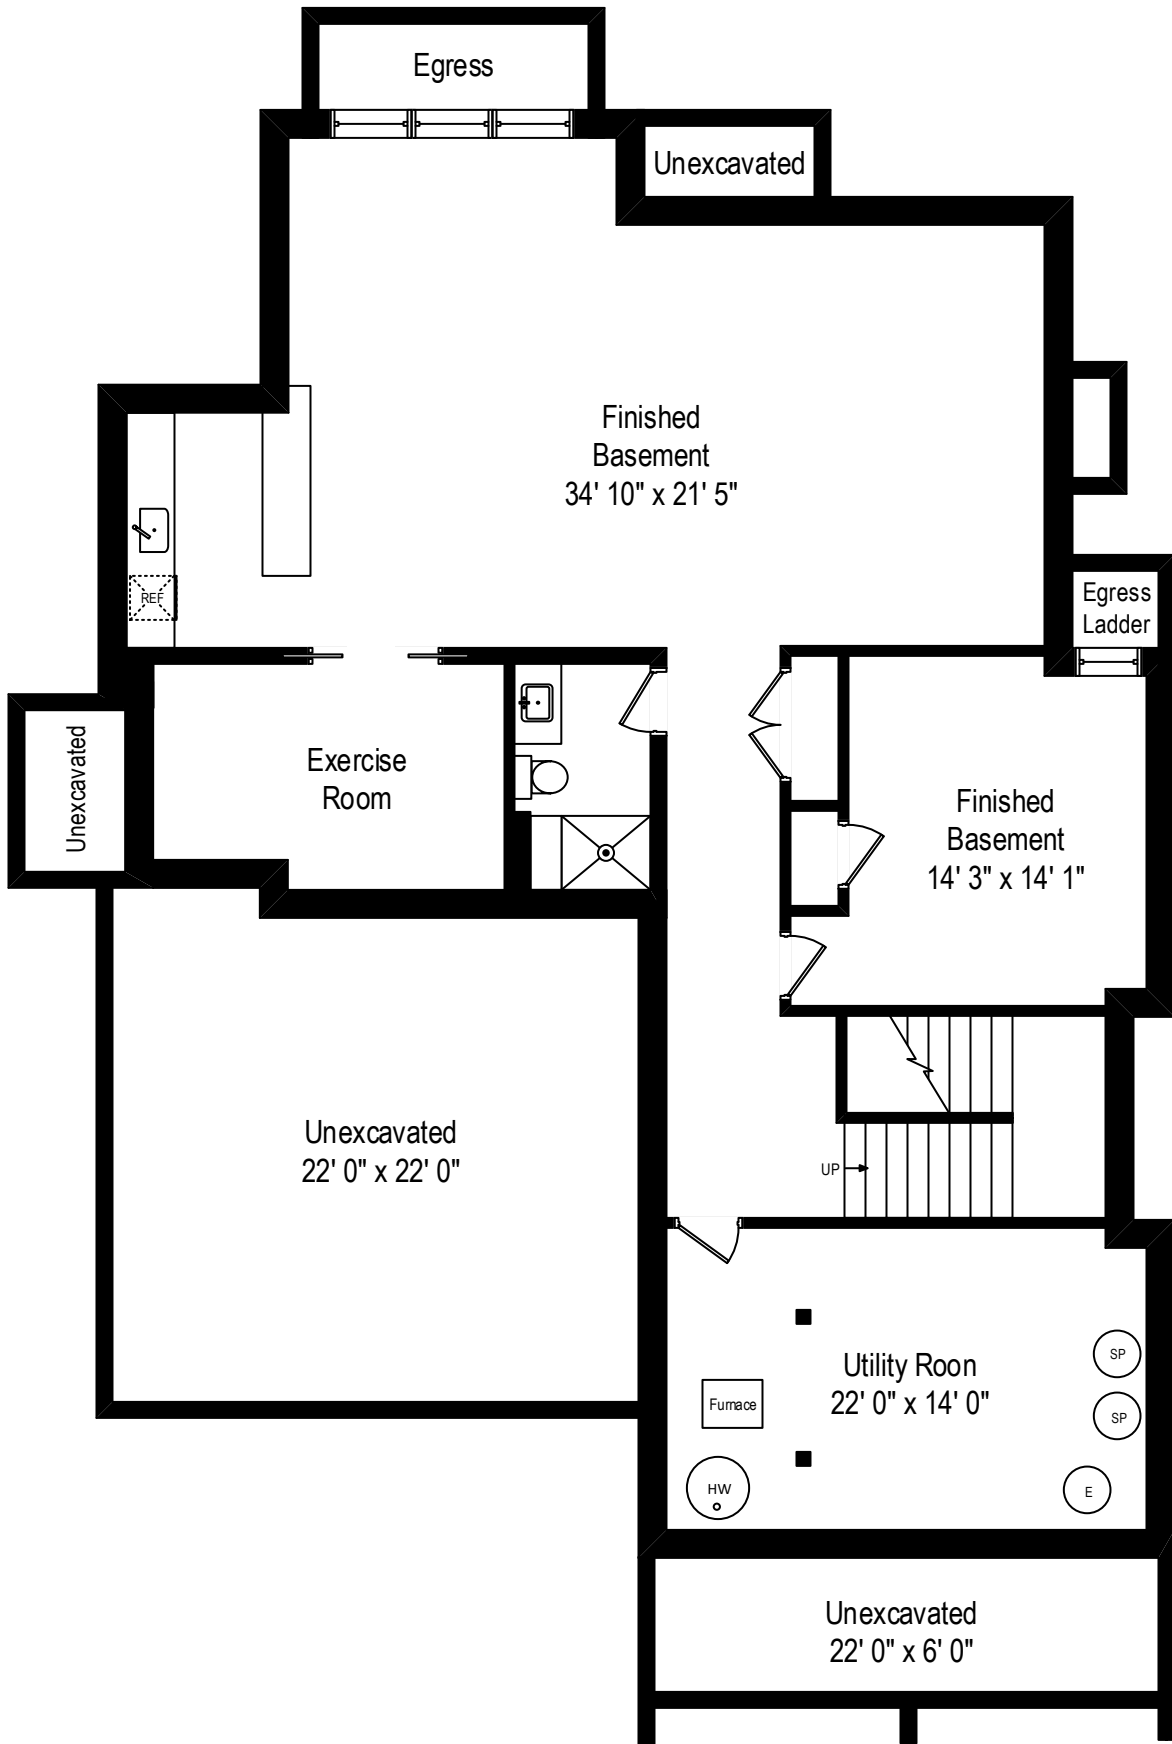 Egress
Unexcavated
Finished
Basement
34' 10" x 21' 5"
REF
Egress
Ladder
Unexcavated
Exercise
Room
Finished
Basement
14' 3" x 14' 1"
Unexcavated
22' 0" x 22' 0"
UP
Utility Roon
22' 0" x 14' 0"
SP
SP
Furnace
HW
E
Unexcavated
22' 0" x 6' 0"